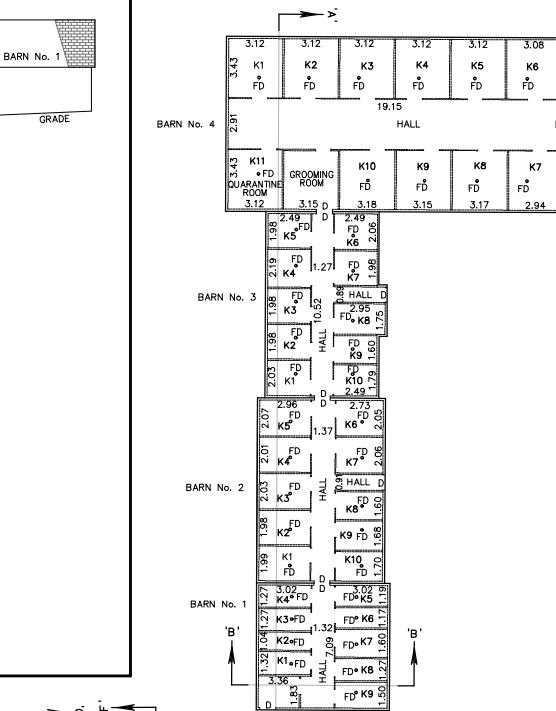 BARN No. 1
GRADE
'A'
3.12 3.12 3.12 3.12 3.08
3.43 K1 K2 K3 K4 K5 K6
FD FD FD FD FD FD
19.15
BARN No. 4 2.91 HALL D
3.43 K11 FD K10 K9 K8 K7
QUARANTINE ROOM GROOMING ROOM FD FD FD FD
3.12 3.15 D 3.18 3.15 3.17 2.94
D
2.49 2.49
1.98 FD K5 FD K6 2.06
2.19 FD K4 1.27 FD K7 1.98
0.89 HALL D
BARN No. 3 1.98 FD K3 10.52 2.95 FD K8 1.75
1.98 FD K2 HALL FD K9 1.60
2.03 FD K1 FD K10 1.79
D 2.49
D
2.96 2.73
2.07 FD K5 1.37 FD K6 2.05
2.01 FD K4 FD K7 2.06
0.91 HALL D
BARN No. 2 2.03 FD K3 HALL FD K8 1.60
1.98 FD K2 FD K9 1.68
1.99 K1 FD K10 FD 1.70
D
D
3.02 3.02
BARN No. 1 1.27 K4 FD FD K5 1.19
1.27 K3 FD FD K6 1.17
'B' 1.32 'B'
1.04 K2 FD 7.09 FD K7 1.60
1.32 K1 FD HALL FD K8 1.27
3.36
1.83 FD K9 1.50
D